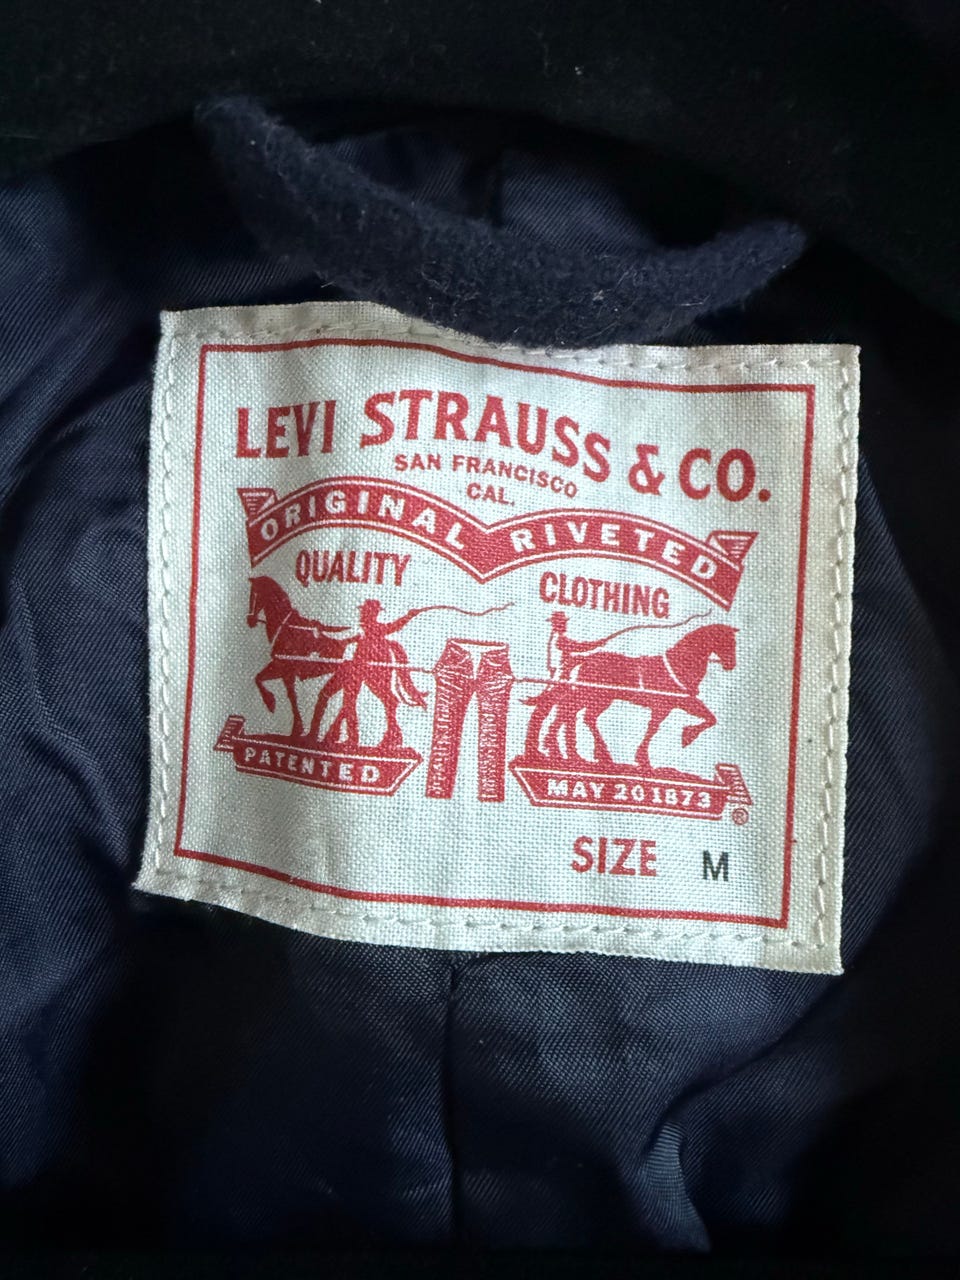 LEVI STRAUSS & CO.
SAN FRANCISCO
CAL.
ORIGINAL RIVETED
QUALITY CLOTHING
PATENTED MAY 20 1873
®
SIZE M